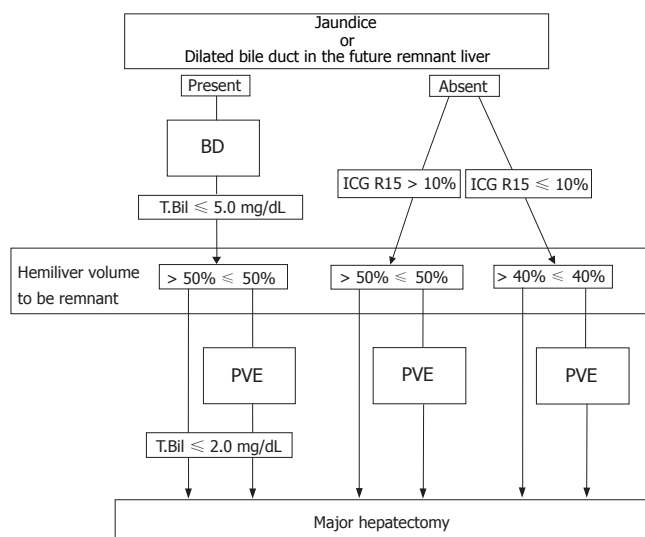 Jaundice
or
Dilated bile duct in the future remnant liver
Present
Absent
BD
ICG R15 > 10%
ICG R15 ⩽ 10%
T.Bil ⩽ 5.0 mg/dL
Hemiliver volume
to be remnant
> 50% ⩽ 50%
> 50% ⩽ 50%
> 40% ⩽ 40%
PVE
PVE
PVE
T.Bil ⩽ 2.0 mg/dL
Major hepatectomy